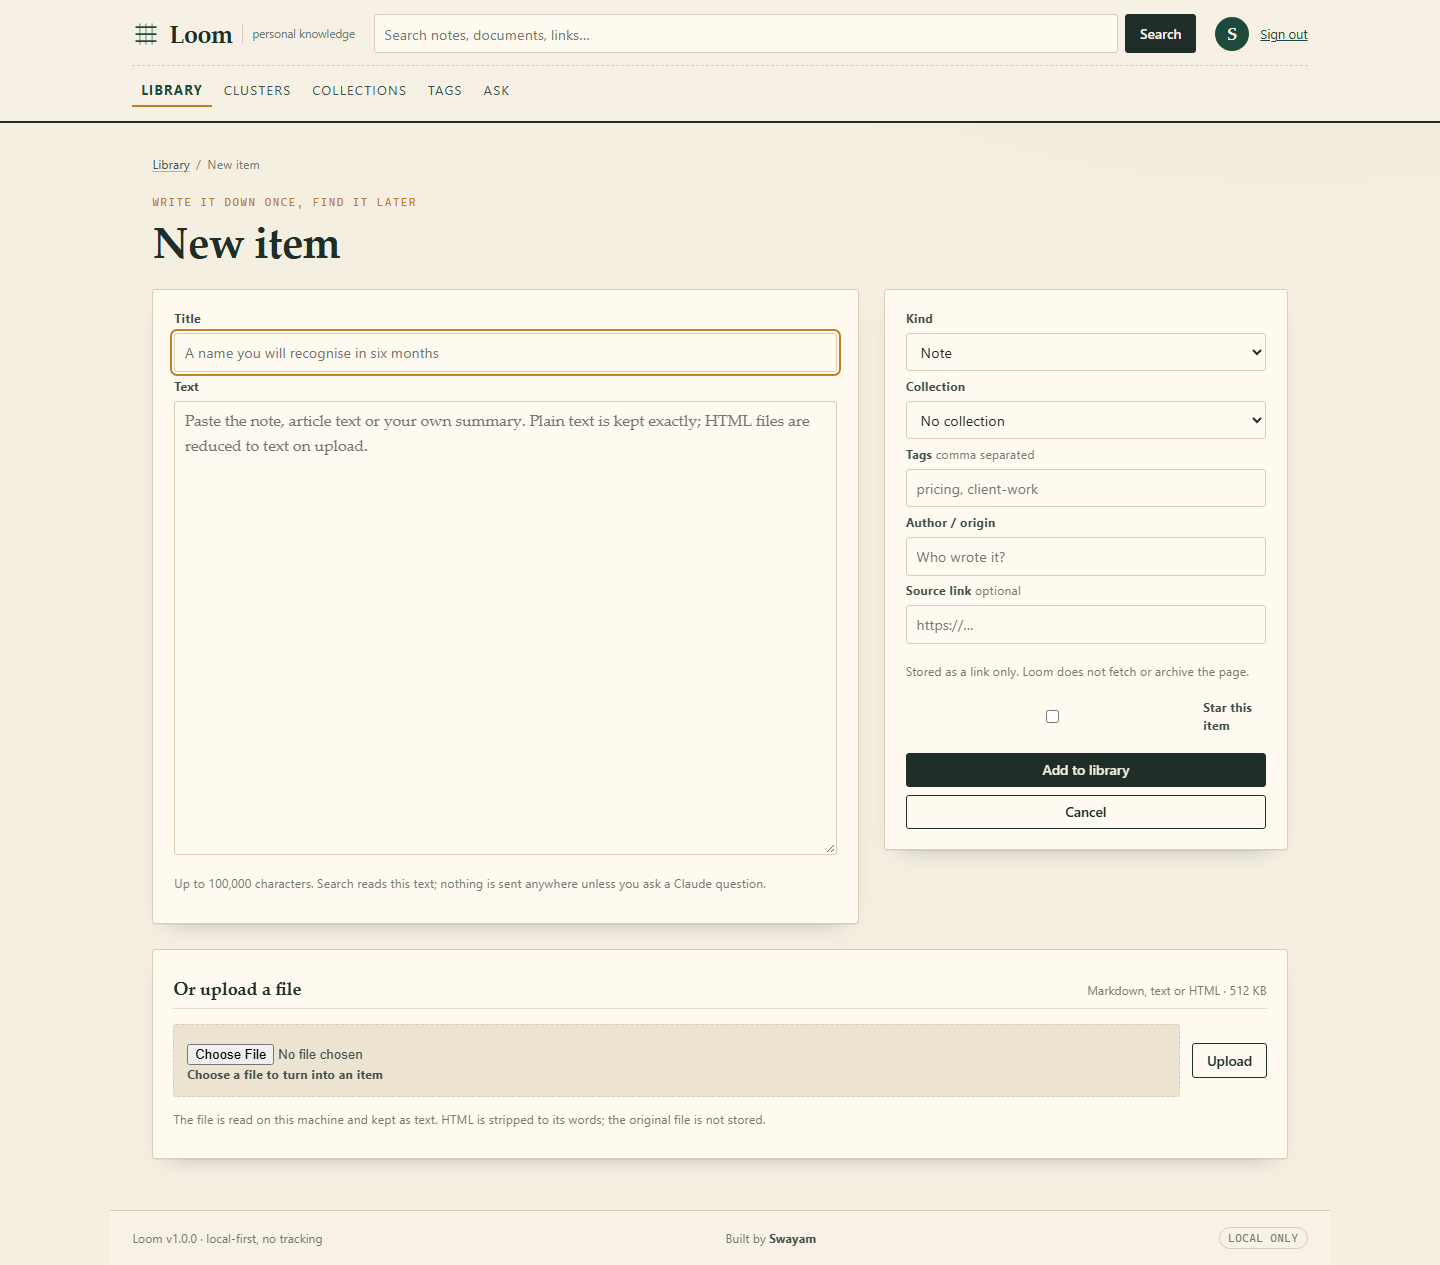 Loom
personal knowledge
Search notes, documents, links...
Search
S
Sign out
LIBRARY
CLUSTERS
COLLECTIONS
TAGS
ASK
Library / New item
WRITE IT DOWN ONCE, FIND IT LATER
New item
Title
A name you will recognise in six months
Text
Paste the note, article text or your own summary. Plain text is kept exactly; HTML files are
reduced to text on upload.
Up to 100,000 characters. Search reads this text; nothing is sent anywhere unless you ask a Claude question.
Kind
Note
Collection
No collection
Tags comma separated
pricing, client-work
Author / origin
Who wrote it?
Source link optional
https://...
Stored as a link only. Loom does not fetch or archive the page.
Star this
item
Add to library
Cancel
Or upload a file
Markdown, text or HTML · 512 KB
Choose File No file chosen
Choose a file to turn into an item
Upload
The file is read on this machine and kept as text. HTML is stripped to its words; the original file is not stored.
Loom v1.0.0 · local-first, no tracking
Built by Swayam
LOCAL ONLY